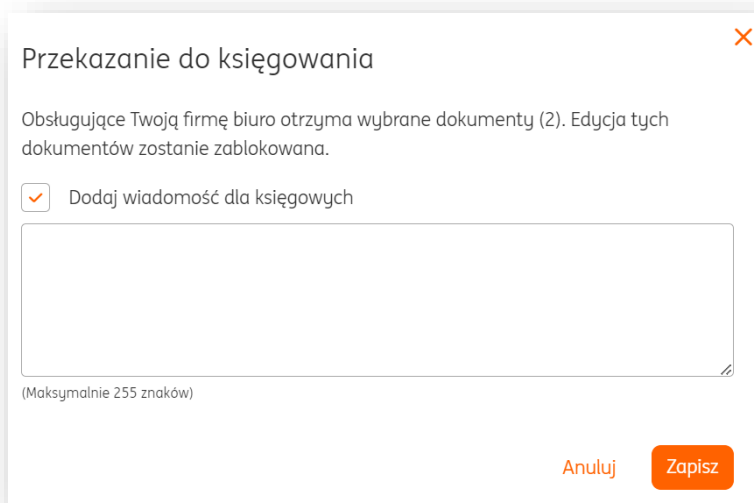 Przekazanie do księgowania
Obsługujące Twoją firmę biuro otrzyma wybrane dokumenty (2). Edycja tych
dokumentów zostanie zablokowana.
Dodaj wiadomość dla księgowych
(Maksymalnie 255 znaków)
Anuluj
Zapisz